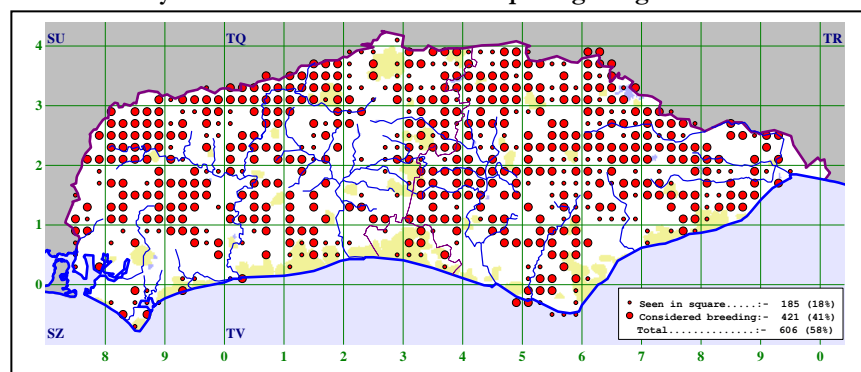 SU TQ TR
4
3
2
1
0
SZ TV
8 9 0 1 2 3 4 5 6 7 8 9 0
Seen in square.....:- 185 (18%)
Considered breeding:- 421 (41%)
Total..............:- 606 (58%)